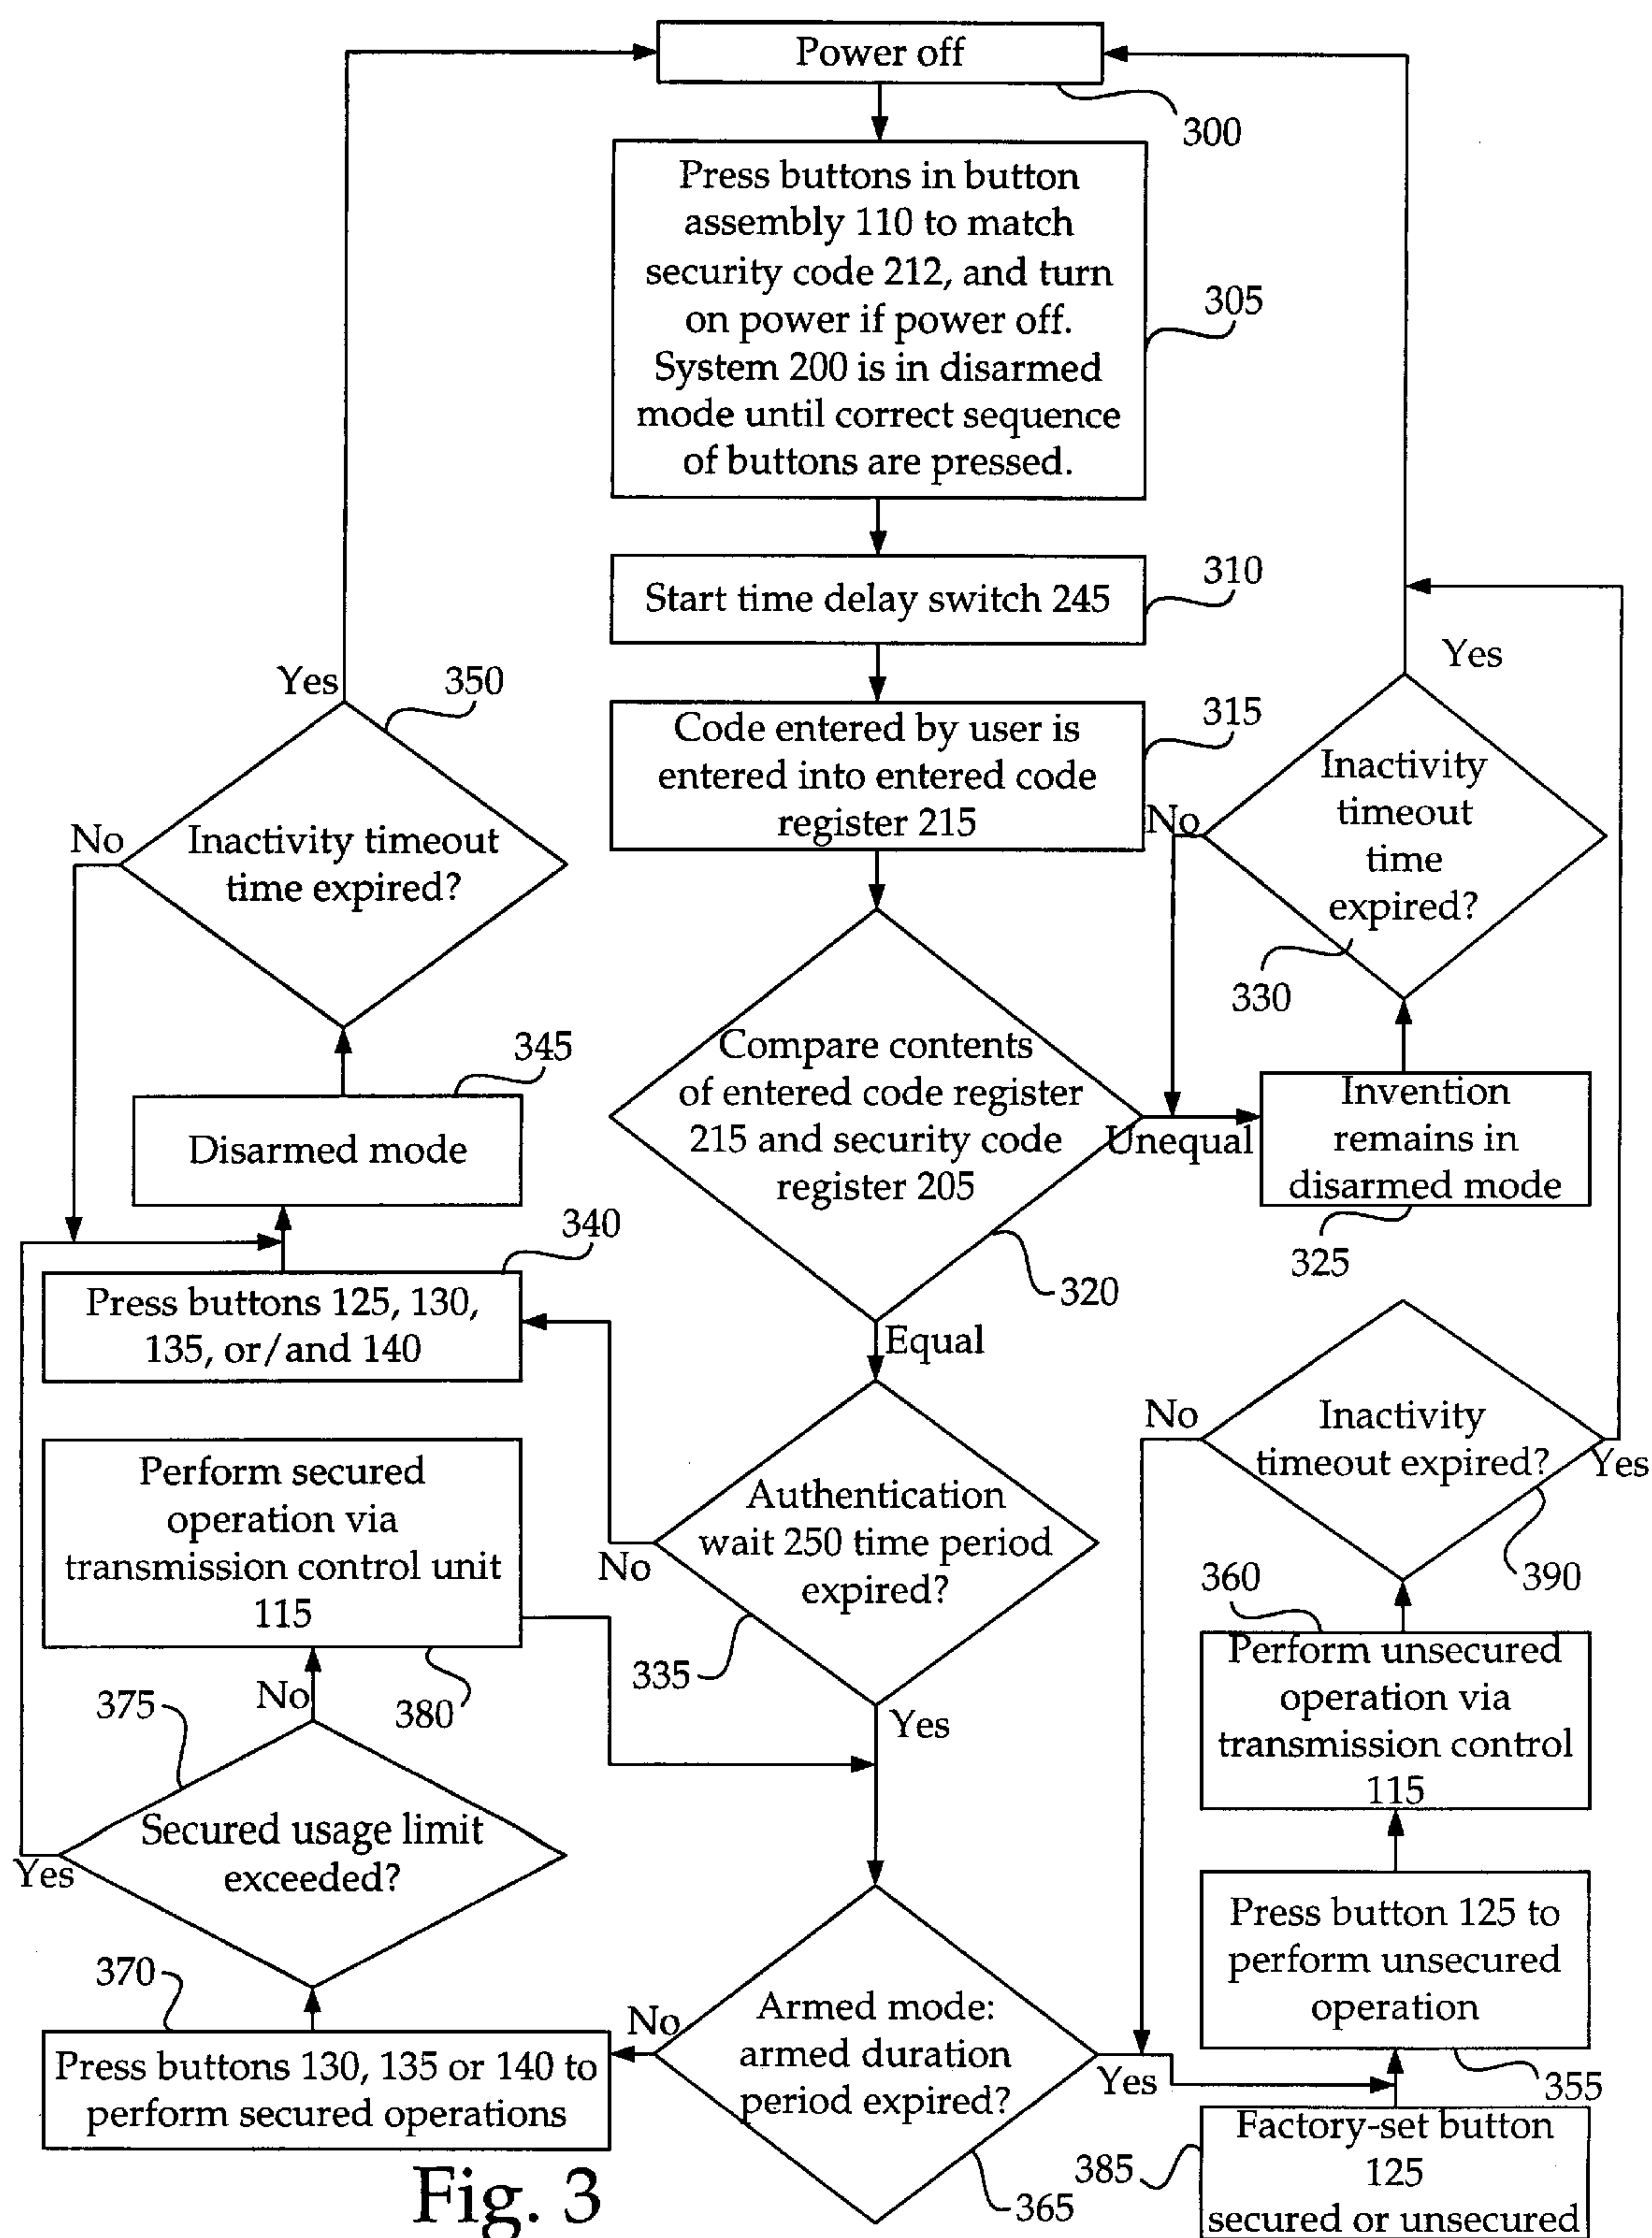 Power off
300
Press buttons in button
assembly 110 to match
security code 212, and turn
on power if power off.
System 200 is in disarmed
mode until correct sequence
of buttons are pressed.
305
Start time delay switch 245
310
Code entered by user is
entered into entered code
register 215
315
Yes
350
Inactivity timeout
time expired?
No
Yes
Inactivity
timeout
time
expired?
No
330
Compare contents
of entered code register
215 and security code
register 205
Unequal
320
Equal
Invention
remains in
disarmed mode
325
345
Disarmed mode
340
Press buttons 125, 130,
135, or/and 140
Authentication
wait 250 time period
expired?
No
335
Yes
Perform secured
operation via
transmission control unit
115
380
No
375
Secured usage limit
exceeded?
Yes
370
Press buttons 130, 135 or 140 to
perform secured operations
No
Armed mode:
armed duration
period expired?
Yes
365
No
Inactivity
timeout expired?
Yes
390
360
Perform unsecured
operation via
transmission control
115
Press button 125 to
perform unsecured
operation
355
Factory-set button
125
secured or unsecured
385
Fig. 3